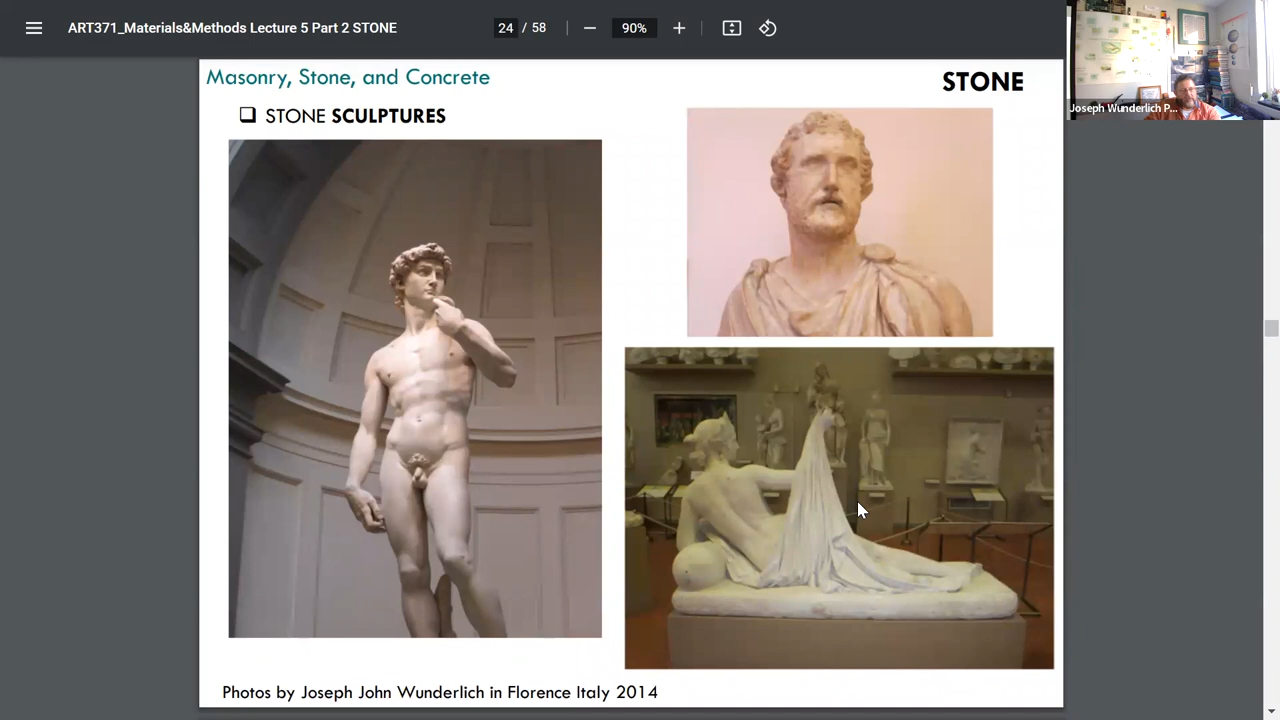 ART371_Materials&Methods Lecture 5 Part 2 STONE
24 / 58
90%
Joseph Wunderlich P...
Masonry, Stone, and Concrete
STONE
STONE SCULPTURES
Photos by Joseph John Wunderlich in Florence Italy 2014